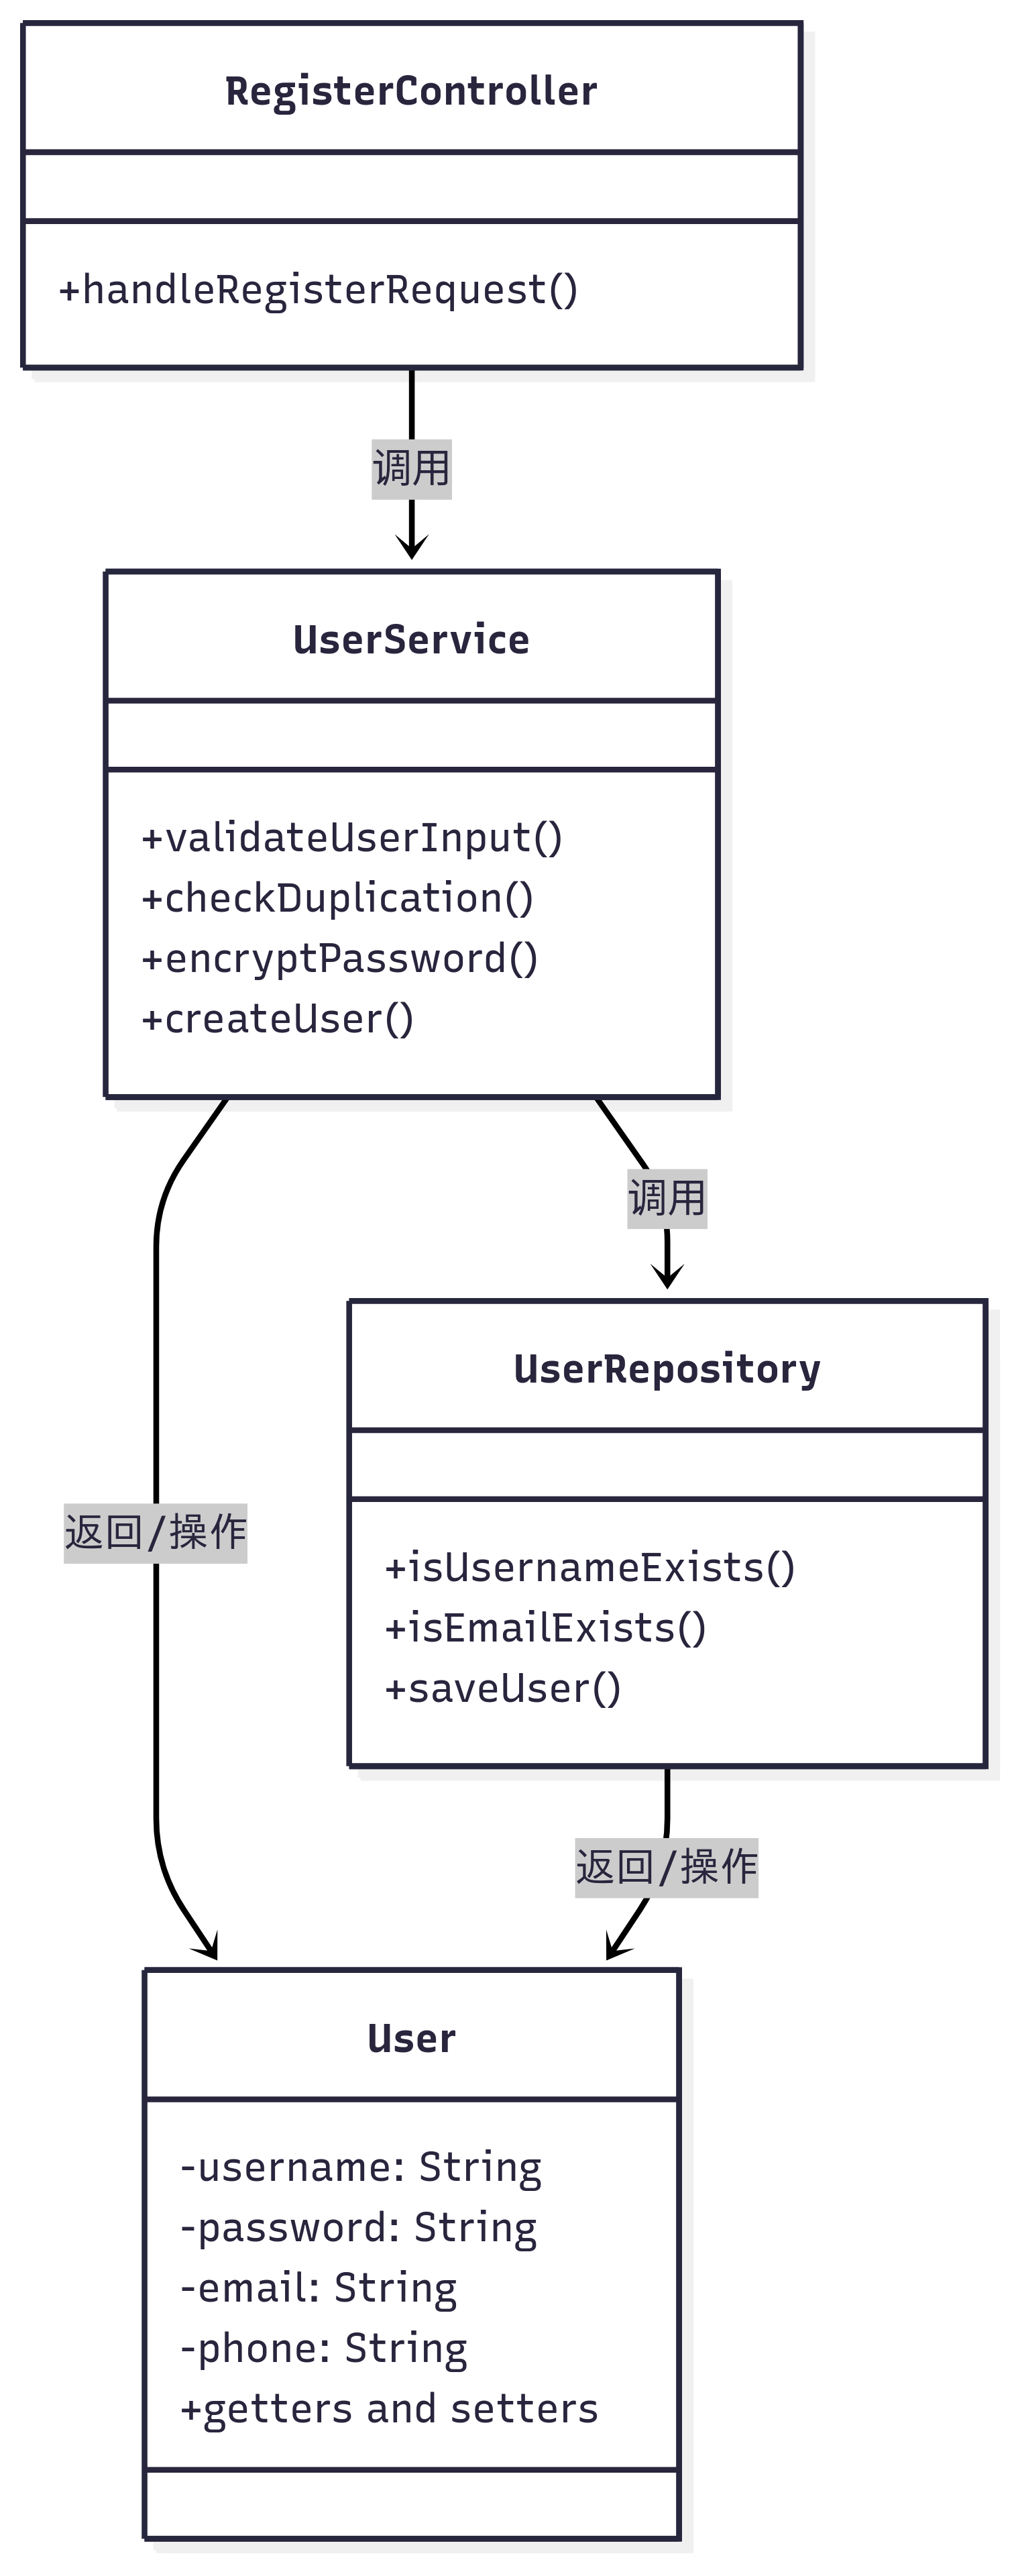 RegisterController
+handleRegisterRequest()
调用
UserService
+validateUserInput()
+checkDuplication()
+encryptPassword()
+createUser()
调用
UserRepository
+isUsernameExists()
+isEmailExists()
+saveUser()
返回/操作
返回/操作
User
-username: String
-password: String
-email: String
-phone: String
+getters and setters